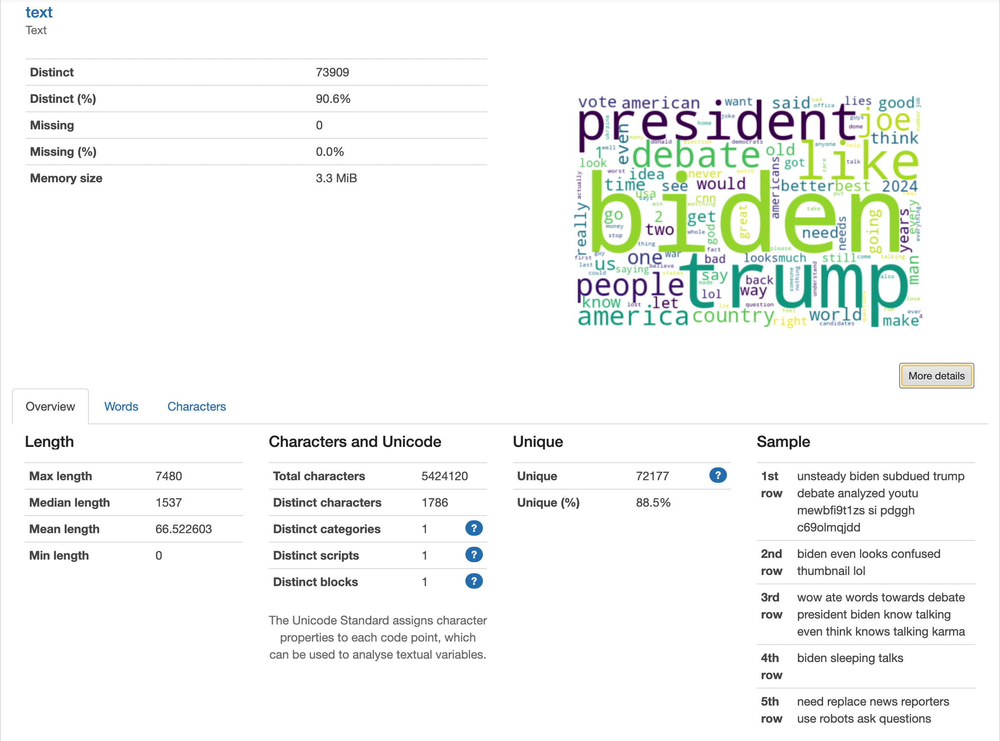 text
Text
Distinct 73909
Distinct (%) 90.6%
Missing 0
Missing (%) 0.0%
Memory size 3.3 MiB
vote american want said sad office lies good job
president joe
ukraine even home joke guys done number think
many donald election democrats anyone help
1 well debate old like
look americans got care talk
worst idea never watch
actually time see would better best 2024
usa says cnn put real
biden
win watching take
really go 2 get great going years every everything
money two whole god need needs
stop thing fact please
first guy one war bad looks much still come talking man
last us saying believe
could states say trump
people made back someone nothing understand also
lol way
know lost let lie question questions love
america country feel right world candidates run ever make 4
More details
Overview Words Characters
Length
Max length 7480
Median length 1537
Mean length 66.522603
Min length 0
Characters and Unicode
Total characters 5424120
Distinct characters 1786
Distinct categories 1 ?
Distinct scripts 1 ?
Distinct blocks 1 ?
The Unicode Standard assigns character
properties to each code point, which
can be used to analyse textual variables.
Unique
Unique 72177 ?
Unique (%) 88.5%
Sample
1st row unsteady biden subdued trump
debate analyzed youtu
mewbfi9t1zs si pdggh
c69olmqjdd
2nd row biden even looks confused
thumbnail lol
3rd row wow ate words towards debate
president biden know talking
even think knows talking karma
4th row biden sleeping talks
5th row need replace news reporters
use robots ask questions